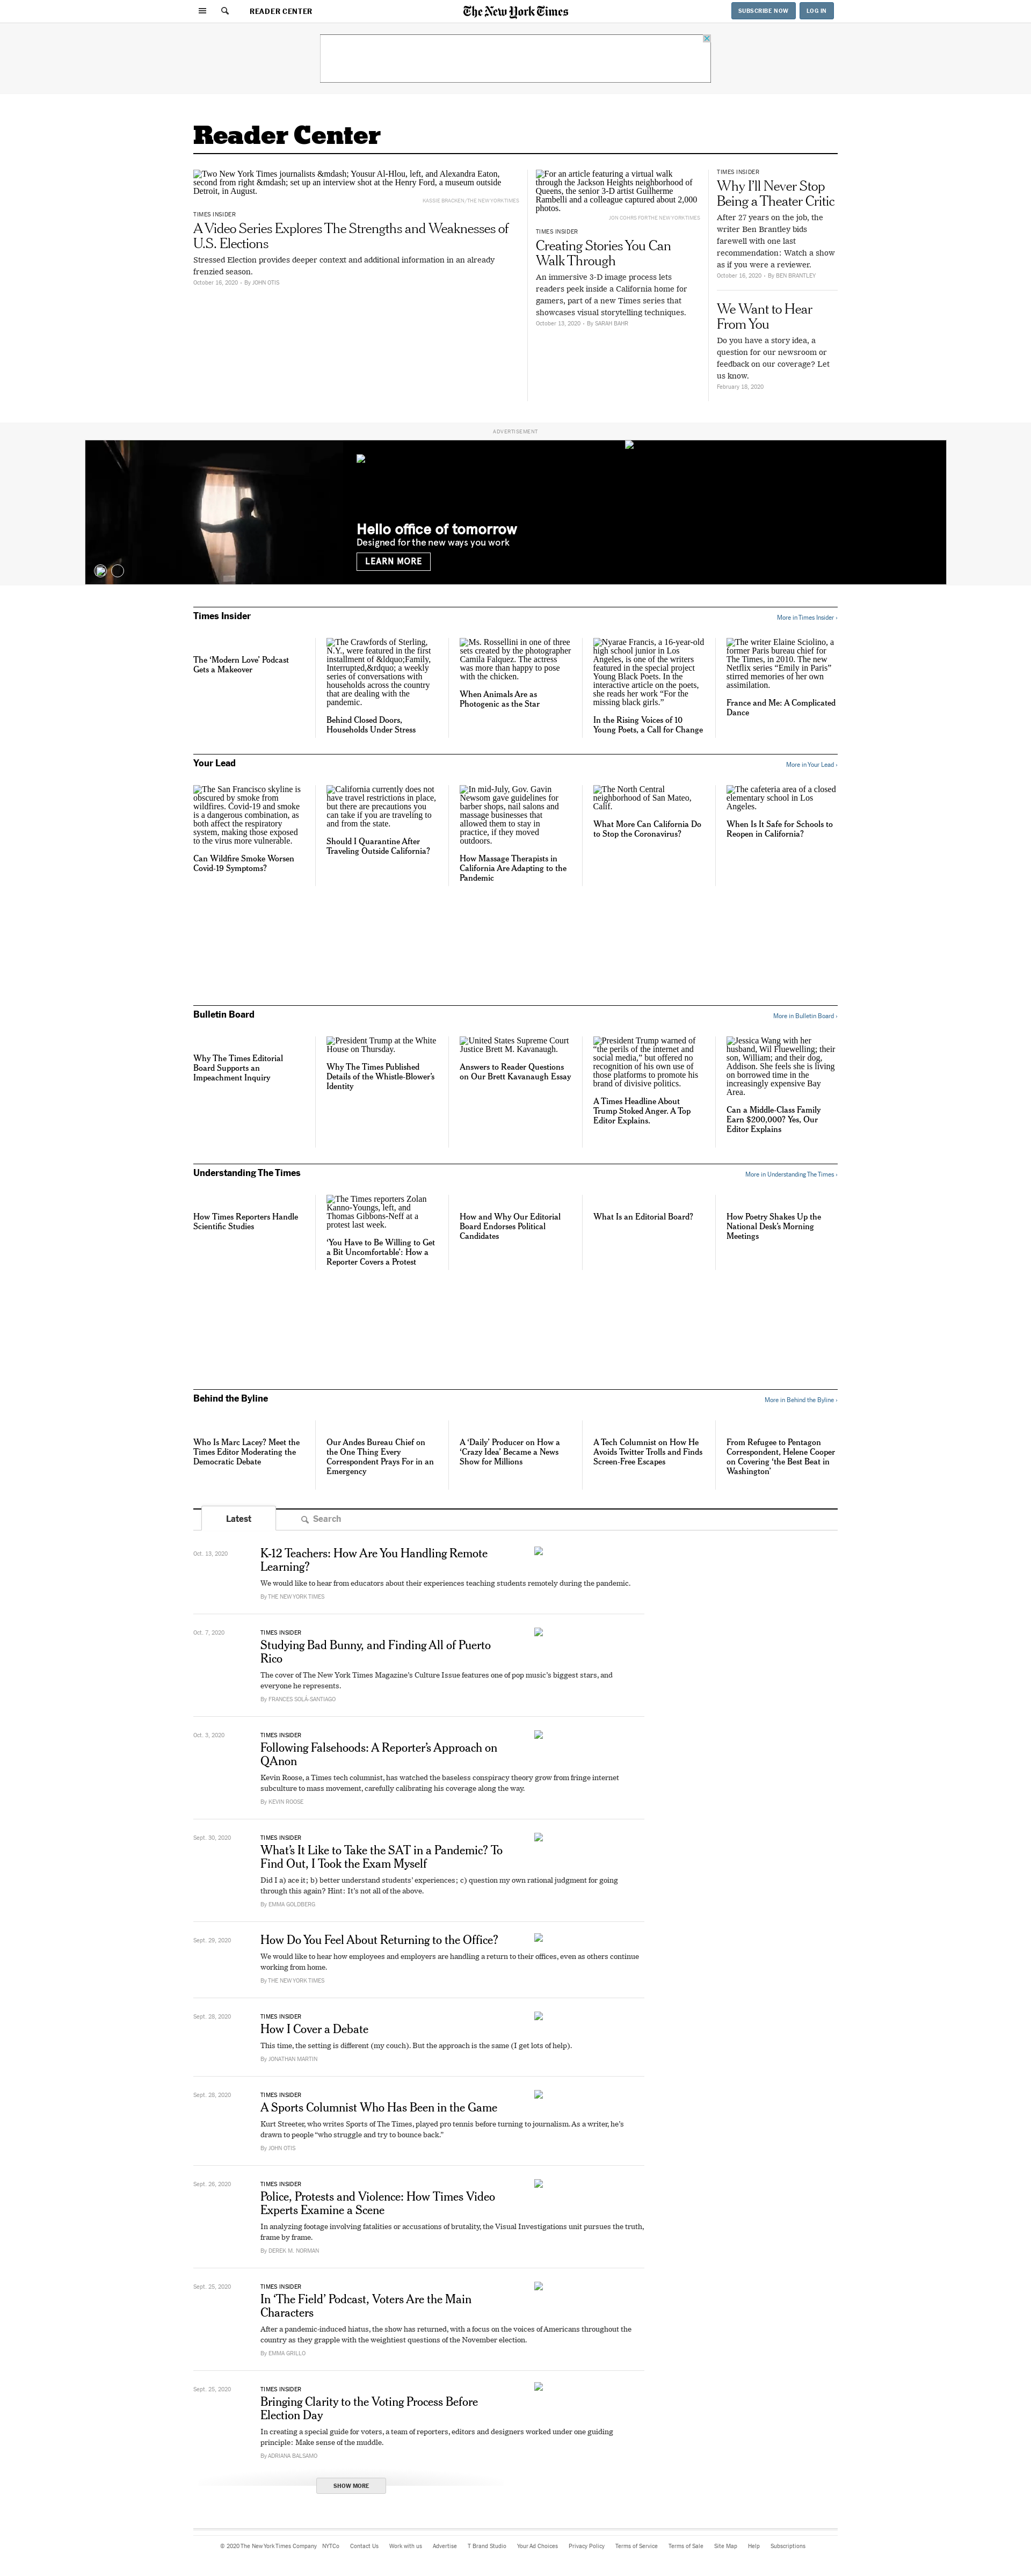 READER CENTER
The New York Times
SUBSCRIBE NOW
LOG IN
Reader Center
Two New York Times journalists &mdash; Yousur Al-Hlou, left, and Alexandra Eaton,
second from right &mdash; set up an interview shot at the Henry Ford, a museum outside
Detroit, in August.
KASSIE BRACKEN/THE NEW YORK TIMES
TIMES INSIDER
A Video Series Explores The Strengths and Weaknesses of
U.S. Elections
Stressed Election provides deeper context and additional information in an already
frenzied season.
October 16, 2020 - By JOHN OTIS
For an article featuring a virtual walk
through the Jackson Heights neighborhood of
Queens, the senior 3-D artist Guilherme
Rambelli and a colleague captured about 2,000
photos.
JON COHRS FOR THE NEW YORK TIMES
TIMES INSIDER
Creating Stories You Can
Walk Through
An immersive 3-D image process lets
readers peek inside a California home for
gamers, part of a new Times series that
showcases visual storytelling techniques.
October 13, 2020 - By SARAH BAHR
TIMES INSIDER
Why I'll Never Stop
Being a Theater Critic
After 27 years on the job, the
writer Ben Brantley bids
farewell with one last
recommendation: Watch a show
as if you were a reviewer.
October 16, 2020 - By BEN BRANTLEY
We Want to Hear
From You
Do you have a story idea, a
question for our newsroom or
feedback on our coverage? Let
us know.
February 18, 2020
ADVERTISEMENT
Hello office of tomorrow
Designed for the new ways you work
LEARN MORE
Times Insider
More in Times Insider ›
The ‘Modern Love’ Podcast
Gets a Makeover
The Crawfords of Sterling,
N.Y., were featured in the first
installment of &ldquo;Family,
Interrupted,&rdquo; a weekly
series of conversations with
households across the country
that are dealing with the
pandemic.
Behind Closed Doors,
Households Under Stress
Ms. Rossellini in one of three
sets created by the photographer
Camila Falquez. The actress
was more than happy to pose
with the chicken.
When Animals Are as
Photogenic as the Star
Nyarae Francis, a 16-year-old
high school junior in Los
Angeles, is one of the writers
featured in the special project
Young Black Poets. In the
interactive article on the poets,
she reads her work “For the
missing black girls.”
In the Rising Voices of 10
Young Poets, a Call for Change
The writer Elaine Sciolino, a
former Paris bureau chief for
The Times, in 2010. The new
Netflix series “Emily in Paris”
stirred memories of her own
assimilation.
France and Me: A Complicated
Dance
Your Lead
More in Your Lead ›
The San Francisco skyline is
obscured by smoke from
wildfires. Covid-19 and smoke
is a dangerous combination, as
both affect the respiratory
system, making those exposed
to the virus more vulnerable.
Can Wildfire Smoke Worsen
Covid-19 Symptoms?
California currently does not
have travel restrictions in place,
but there are precautions you
can take if you are traveling to
and from the state.
Should I Quarantine After
Traveling Outside California?
In mid-July, Gov. Gavin
Newsom gave guidelines for
barber shops, nail salons and
massage businesses that
allowed them to stay in
practice, if they moved
outdoors.
How Massage Therapists in
California Are Adapting to the
Pandemic
The North Central
neighborhood of San Mateo,
Calif.
What More Can California Do
to Stop the Coronavirus?
The cafeteria area of a closed
elementary school in Los
Angeles.
When Is It Safe for Schools to
Reopen in California?
Bulletin Board
More in Bulletin Board ›
Why The Times Editorial
Board Supports an
Impeachment Inquiry
President Trump at the White
House on Thursday.
Why The Times Published
Details of the Whistle-Blower’s
Identity
United States Supreme Court
Justice Brett M. Kavanaugh.
Answers to Reader Questions
on Our Brett Kavanaugh Essay
President Trump warned of
“the perils of the internet and
social media,” but offered no
recognition of his own use of
those platforms to promote his
brand of divisive politics.
A Times Headline About
Trump Stoked Anger. A Top
Editor Explains.
Jessica Wang with her
husband, Wil Fluewelling; their
son, William; and their dog,
Addison. She feels she is living
on borrowed time in the
increasingly expensive Bay
Area.
Can a Middle-Class Family
Earn $200,000? Yes, Our
Editor Explains
Understanding The Times
More in Understanding The Times ›
How Times Reporters Handle
Scientific Studies
The Times reporters Zolan
Kanno-Youngs, left, and
Thomas Gibbons-Neff at a
protest last week.
‘You Have to Be Willing to Get
a Bit Uncomfortable’: How a
Reporter Covers a Protest
How and Why Our Editorial
Board Endorses Political
Candidates
What Is an Editorial Board?
How Poetry Shakes Up the
National Desk’s Morning
Meetings
Behind the Byline
More in Behind the Byline ›
Who Is Marc Lacey? Meet the
Times Editor Moderating the
Democratic Debate
Our Andes Bureau Chief on
the One Thing Every
Correspondent Prays For in an
Emergency
A ‘Daily’ Producer on How a
‘Crazy Idea’ Became a News
Show for Millions
A Tech Columnist on How He
Avoids Twitter Trolls and Finds
Screen-Free Escapes
From Refugee to Pentagon
Correspondent, Helene Cooper
on Covering ‘the Best Beat in
Washington’
Latest
Search
Oct. 13, 2020
K-12 Teachers: How Are You Handling Remote
Learning?
We would like to hear from educators about their experiences teaching students remotely during the pandemic.
By THE NEW YORK TIMES
Oct. 7, 2020
TIMES INSIDER
Studying Bad Bunny, and Finding All of Puerto
Rico
The cover of The New York Times Magazine’s Culture Issue features one of pop music’s biggest stars, and
everyone he represents.
By FRANCES SOLÁ-SANTIAGO
Oct. 3, 2020
TIMES INSIDER
Following Falsehoods: A Reporter’s Approach on
QAnon
Kevin Roose, a Times tech columnist, has watched the baseless conspiracy theory grow from fringe internet
subculture to mass movement, carefully calibrating his coverage along the way.
By KEVIN ROOSE
Sept. 30, 2020
TIMES INSIDER
What’s It Like to Take the SAT in a Pandemic? To
Find Out, I Took the Exam Myself
Did I a) ace it; b) better understand students’ experiences; c) question my own rational judgment for going
through this again? Hint: It’s not all of the above.
By EMMA GOLDBERG
Sept. 29, 2020
How Do You Feel About Returning to the Office?
We would like to hear how employees and employers are handling a return to their offices, even as others continue
working from home.
By THE NEW YORK TIMES
Sept. 28, 2020
TIMES INSIDER
How I Cover a Debate
This time, the setting is different (my couch). But the approach is the same (I get lots of help).
By JONATHAN MARTIN
Sept. 28, 2020
TIMES INSIDER
A Sports Columnist Who Has Been in the Game
Kurt Streeter, who writes Sports of The Times, played pro tennis before turning to journalism. As a writer, he’s
drawn to people “who struggle and try to bounce back.”
By JOHN OTIS
Sept. 26, 2020
TIMES INSIDER
Police, Protests and Violence: How Times Video
Experts Examine a Scene
In analyzing footage involving fatalities or accusations of brutality, the Visual Investigations unit pursues the truth,
frame by frame.
By DEREK M. NORMAN
Sept. 25, 2020
TIMES INSIDER
In ‘The Field’ Podcast, Voters Are the Main
Characters
After a pandemic-induced hiatus, the show has returned, with a focus on the voices of Americans throughout the
country as they grapple with the weightiest questions of the November election.
By EMMA GRILLO
Sept. 25, 2020
TIMES INSIDER
Bringing Clarity to the Voting Process Before
Election Day
In creating a special guide for voters, a team of reporters, editors and designers worked under one guiding
principle: Make sense of the muddle.
By ADRIANA BALSAMO
SHOW MORE
© 2020 The New York Times Company NYTCo Contact Us Work with us Advertise T Brand Studio Your Ad Choices Privacy Policy Terms of Service Terms of Sale Site Map Help Subscriptions